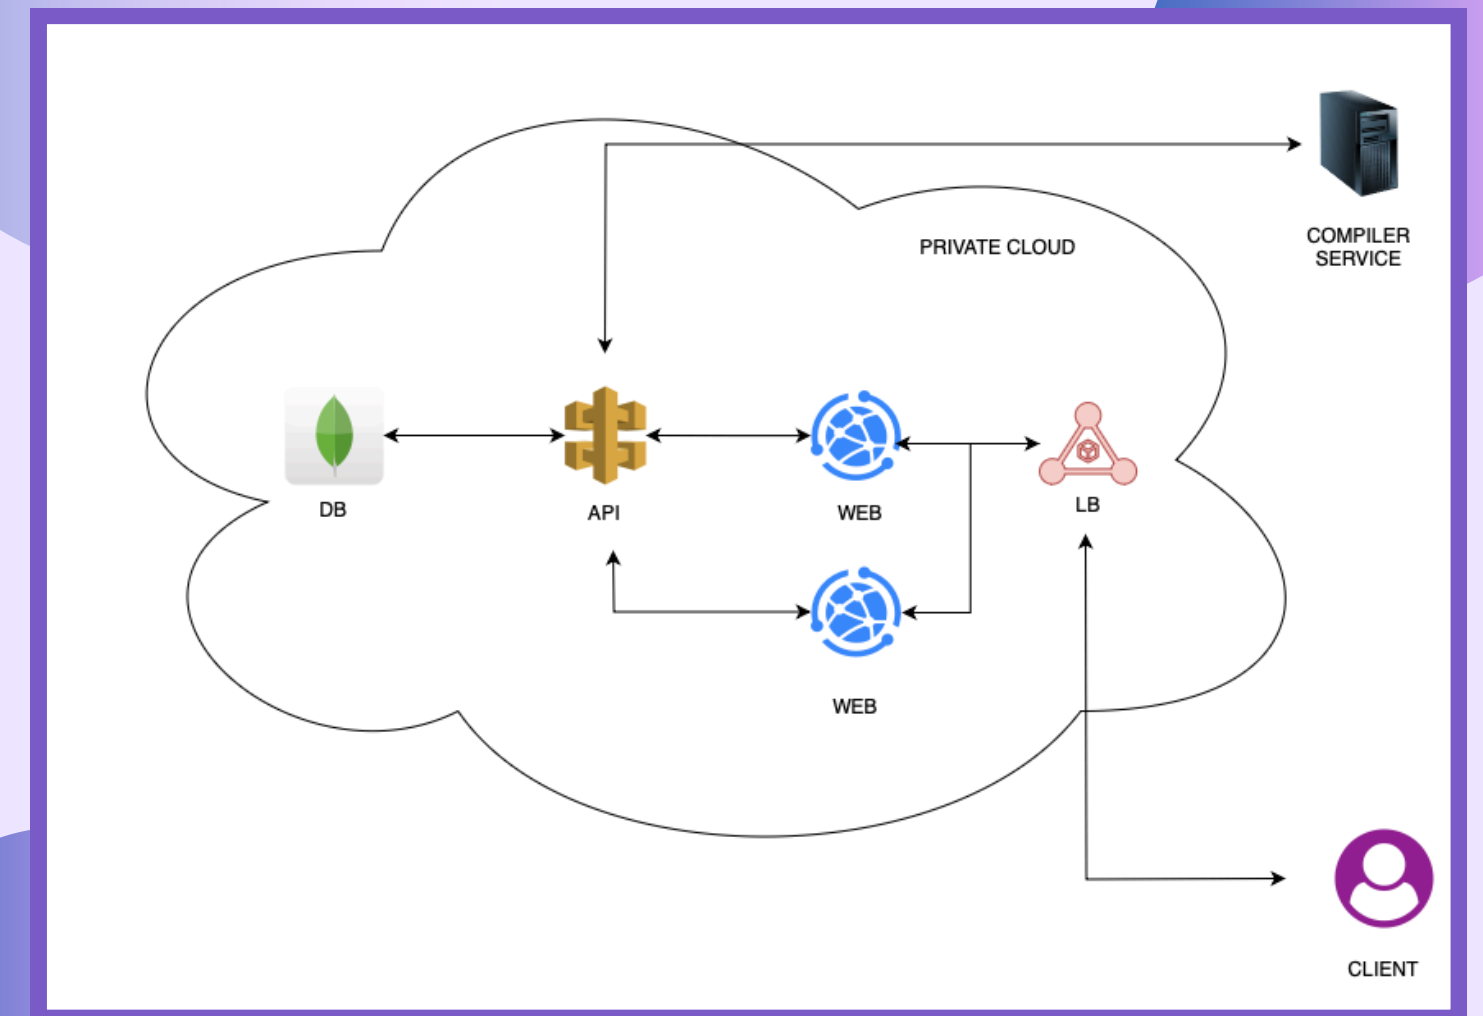 COMPILER
SERVICE
PRIVATE CLOUD
DB
API
WEB
LB
WEB
CLIENT